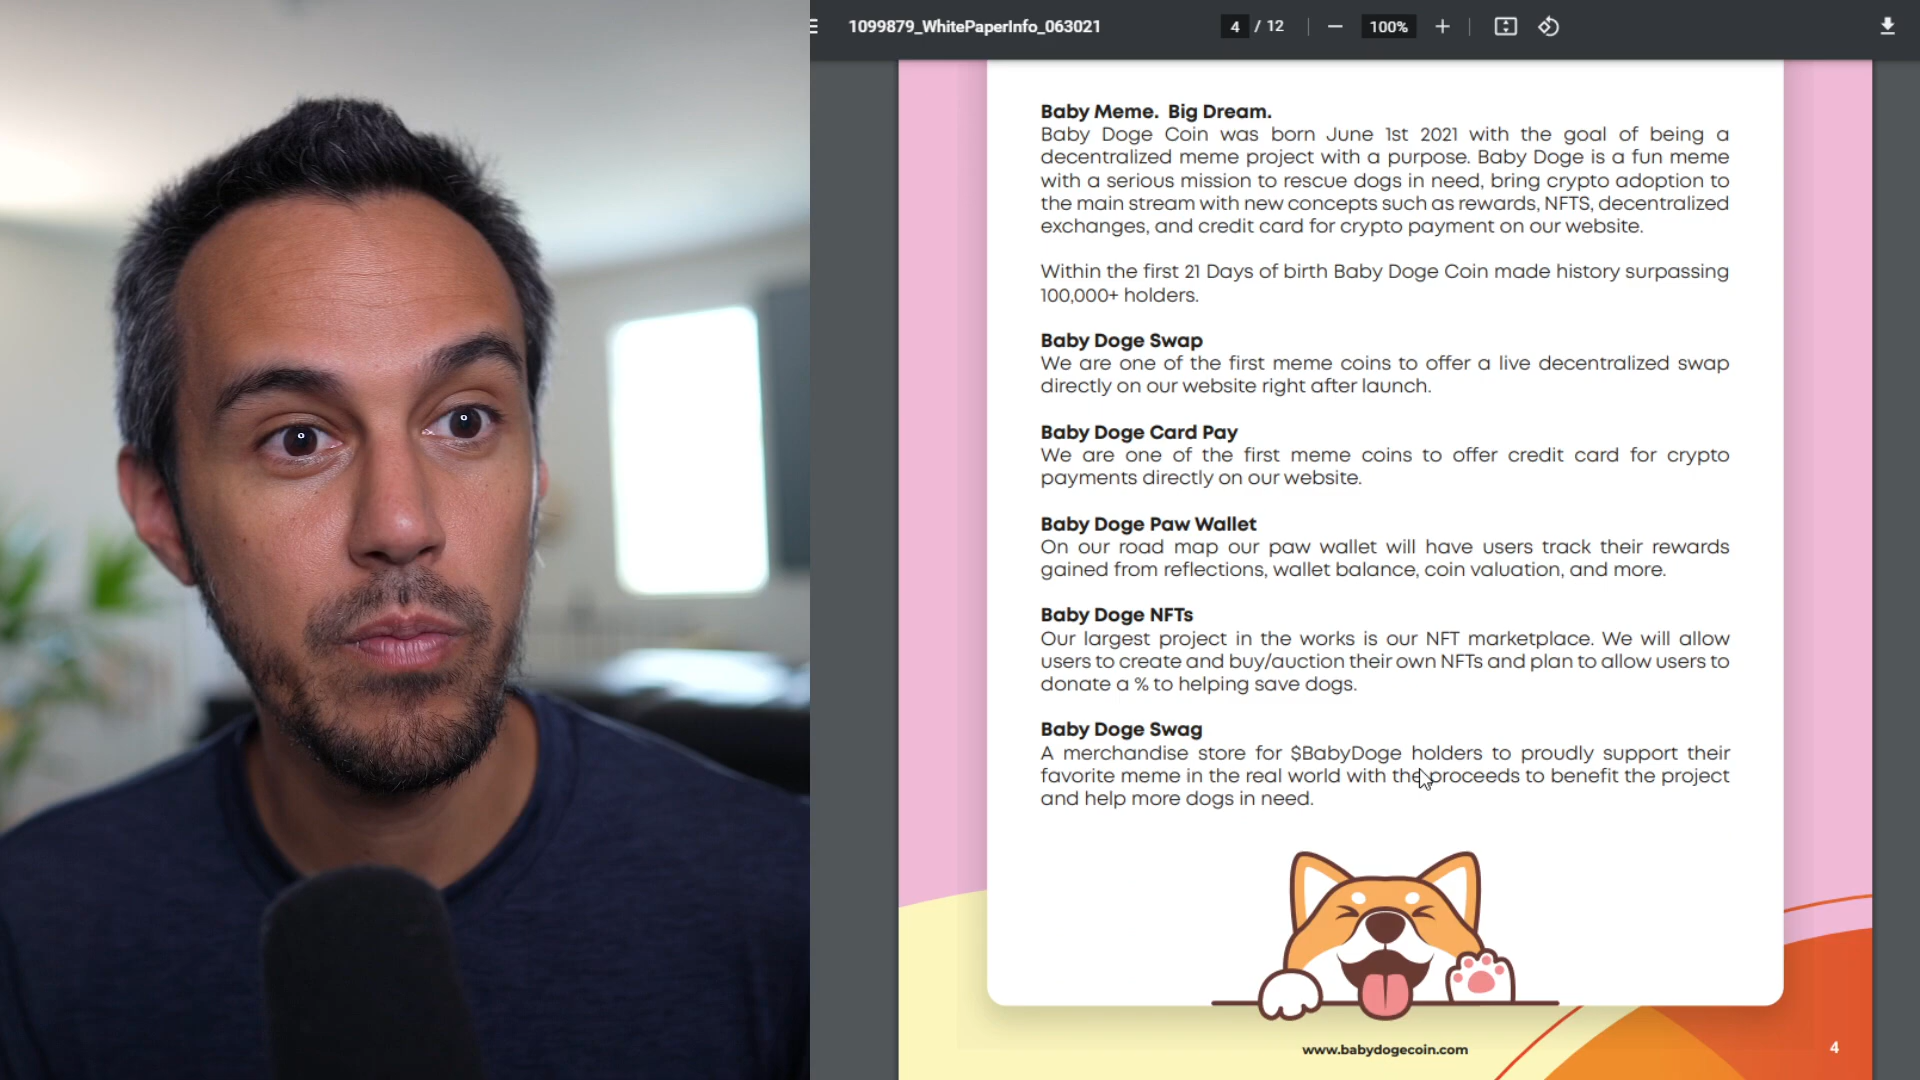 1099879_WhitePaperInfo_063021
4 / 12
100%
Baby Meme. Big Dream.
Baby Doge Coin was born June 1st 2021 with the goal of being a
decentralized meme project with a purpose. Baby Doge is a fun meme
with a serious mission to rescue dogs in need, bring crypto adoption to
the main stream with new concepts such as rewards, NFTS, decentralized
exchanges, and credit card for crypto payment on our website.
Within the first 21 Days of birth Baby Doge Coin made history surpassing
100,000+ holders.
Baby Doge Swap
We are one of the first meme coins to offer a live decentralized swap
directly on our website right after launch.
Baby Doge Card Pay
We are one of the first meme coins to offer credit card for crypto
payments directly on our website.
Baby Doge Paw Wallet
On our road map our paw wallet will have users track their rewards
gained from reflections, wallet balance, coin valuation, and more.
Baby Doge NFTs
Our largest project in the works is our NFT marketplace. We will allow
users to create and buy/auction their own NFTs and plan to allow users to
donate a % to helping save dogs.
Baby Doge Swag
A merchandise store for $BabyDoge holders to proudly support their
favorite meme in the real world with the proceeds to benefit the project
and help more dogs in need.
www.babydogecoin.com
4